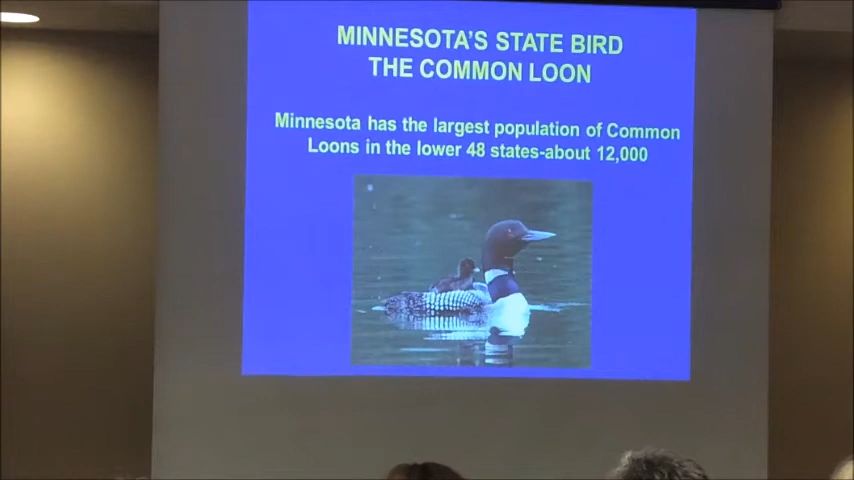 MINNESOTA'S STATE BIRD
THE COMMON LOON
Minnesota has the largest population of Common
Loons in the lower 48 states-about 12,000